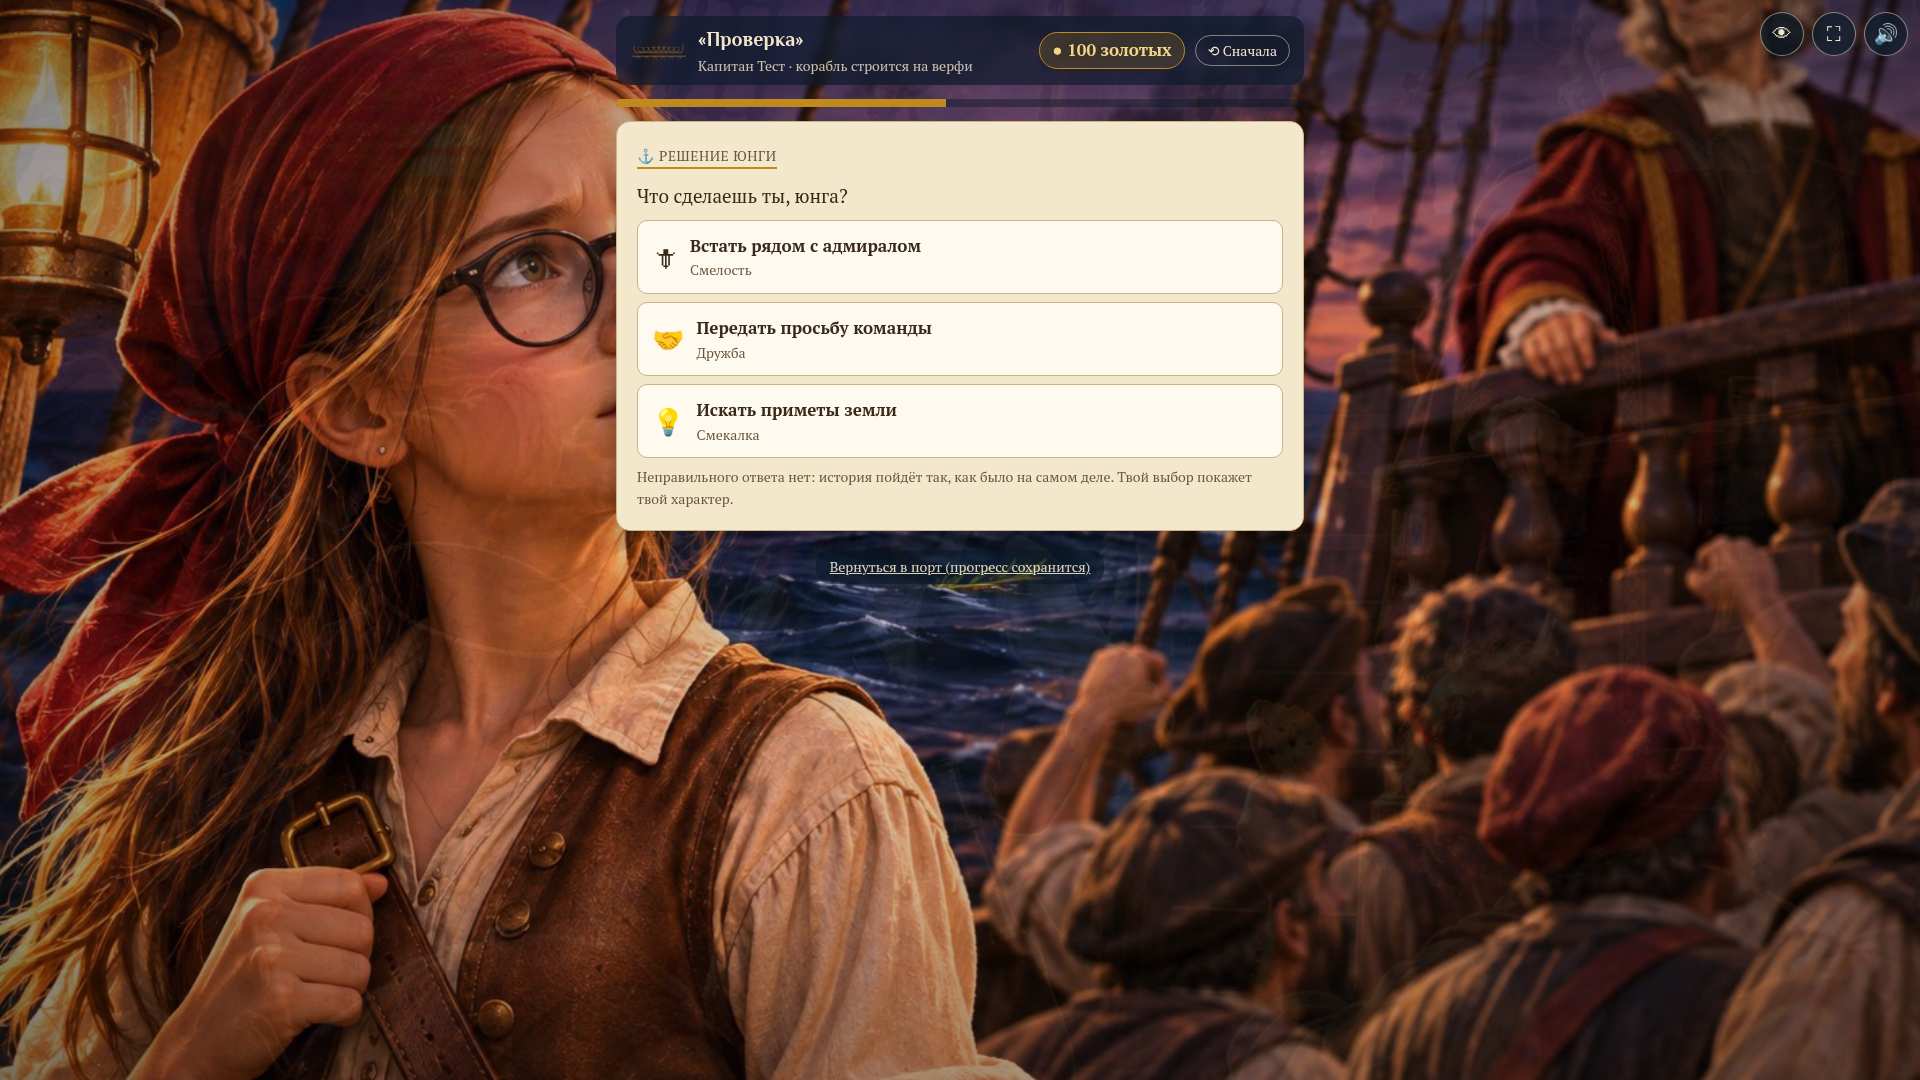 «Проверка»
Капитан Тест · корабль строится на верфи
● 100 золотых
⟲ Сначала
⚓ РЕШЕНИЕ ЮНГИ
Что сделаешь ты, юнга?
Встать рядом с адмиралом
Смелость
Передать просьбу команды
Дружба
Искать приметы земли
Смекалка
Неправильного ответа нет: история пойдёт так, как было на самом деле. Твой выбор покажет
твой характер.
Вернуться в порт (прогресс сохранится)